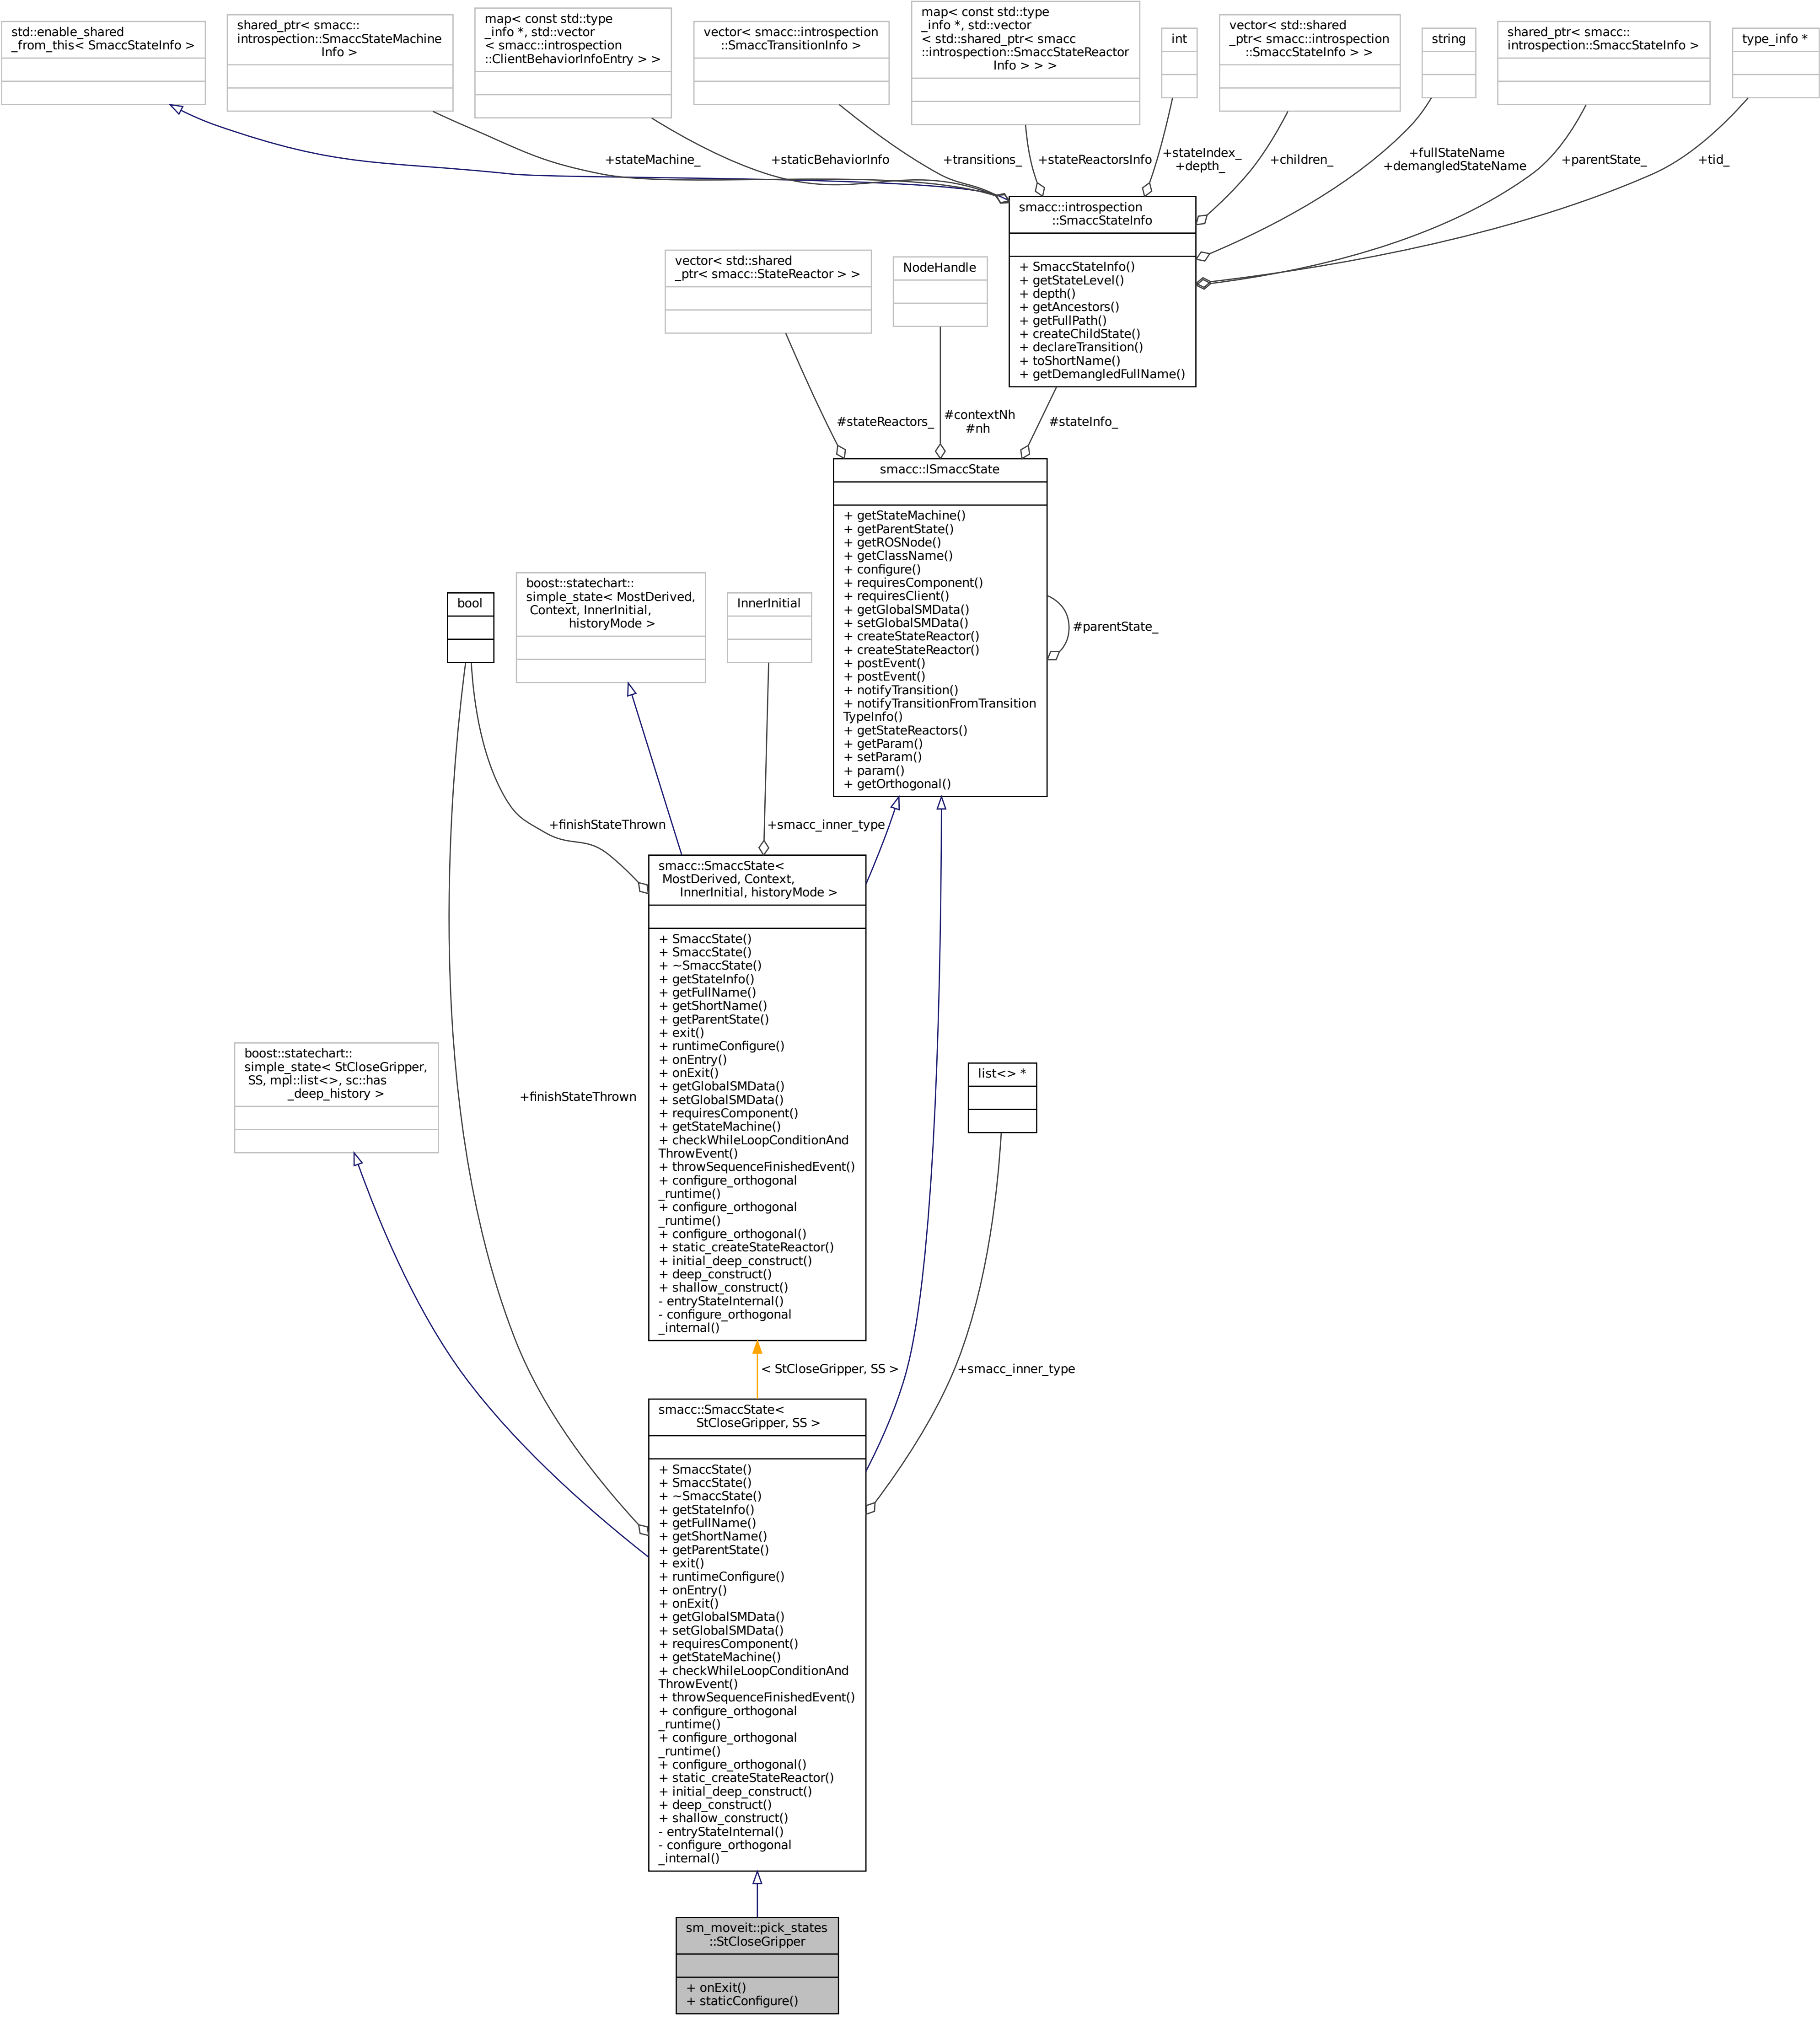 std::enable_shared
_from_this< SmaccStateInfo >
shared_ptr< smacc::
introspection::SmaccStateMachine
Info >
map< const std::type
_info *, std::vector
< smacc::introspection
::ClientBehaviorInfoEntry > >
vector< smacc::introspection
::SmaccTransitionInfo >
map< const std::type
_info *, std::vector
< std::shared_ptr< smacc
::introspection::SmaccStateReactor
Info > > >
int
vector< std::shared
_ptr< smacc::introspection
::SmaccStateInfo > >
string
shared_ptr< smacc::
introspection::SmaccStateInfo >
type_info *
+stateMachine_
+staticBehaviorInfo
+transitions_
+stateReactorsInfo
+stateIndex_
+depth_
+children_
+fullStateName
+demangledStateName
+parentState_
+tid_
smacc::introspection
::SmaccStateInfo
+ SmaccStateInfo()
+ getStateLevel()
+ depth()
+ getAncestors()
+ getFullPath()
+ createChildState()
+ declareTransition()
+ toShortName()
+ getDemangledFullName()
vector< std::shared
_ptr< smacc::StateReactor > >
NodeHandle
#stateReactors_
#contextNh
#nh
#stateInfo_
smacc::ISmaccState
+ getStateMachine()
+ getParentState()
+ getROSNode()
+ getClassName()
+ configure()
+ requiresComponent()
+ requiresClient()
+ getGlobalSMData()
+ setGlobalSMData()
+ createStateReactor()
+ createStateReactor()
+ postEvent()
+ postEvent()
+ notifyTransition()
+ notifyTransitionFromTransition
TypeInfo()
+ getStateReactors()
+ getParam()
+ setParam()
+ param()
+ getOrthogonal()
#parentState_
bool
boost::statechart::
simple_state< MostDerived,
Context, InnerInitial,
historyMode >
InnerInitial
+finishStateThrown
+smacc_inner_type
smacc::SmaccState<
MostDerived, Context,
InnerInitial, historyMode >
+ SmaccState()
+ SmaccState()
+ ~SmaccState()
+ getStateInfo()
+ getFullName()
+ getShortName()
+ getParentState()
+ exit()
+ runtimeConfigure()
+ onEntry()
+ onExit()
+ getGlobalSMData()
+ setGlobalSMData()
+ requiresComponent()
+ getStateMachine()
+ checkWhileLoopConditionAnd
ThrowEvent()
+ throwSequenceFinishedEvent()
+ configure_orthogonal
_runtime()
+ configure_orthogonal
_runtime()
+ configure_orthogonal()
+ static_createStateReactor()
+ initial_deep_construct()
+ deep_construct()
+ shallow_construct()
- entryStateInternal()
- configure_orthogonal
_internal()
boost::statechart::
simple_state< StCloseGripper,
SS, mpl::list<>, sc::has
_deep_history >
+finishStateThrown
list<> *
< StCloseGripper, SS >
+smacc_inner_type
smacc::SmaccState<
StCloseGripper, SS >
+ SmaccState()
+ SmaccState()
+ ~SmaccState()
+ getStateInfo()
+ getFullName()
+ getShortName()
+ getParentState()
+ exit()
+ runtimeConfigure()
+ onEntry()
+ onExit()
+ getGlobalSMData()
+ setGlobalSMData()
+ requiresComponent()
+ getStateMachine()
+ checkWhileLoopConditionAnd
ThrowEvent()
+ throwSequenceFinishedEvent()
+ configure_orthogonal
_runtime()
+ configure_orthogonal
_runtime()
+ configure_orthogonal()
+ static_createStateReactor()
+ initial_deep_construct()
+ deep_construct()
+ shallow_construct()
- entryStateInternal()
- configure_orthogonal
_internal()
sm_moveit::pick_states
::StCloseGripper
+ onExit()
+ staticConfigure()